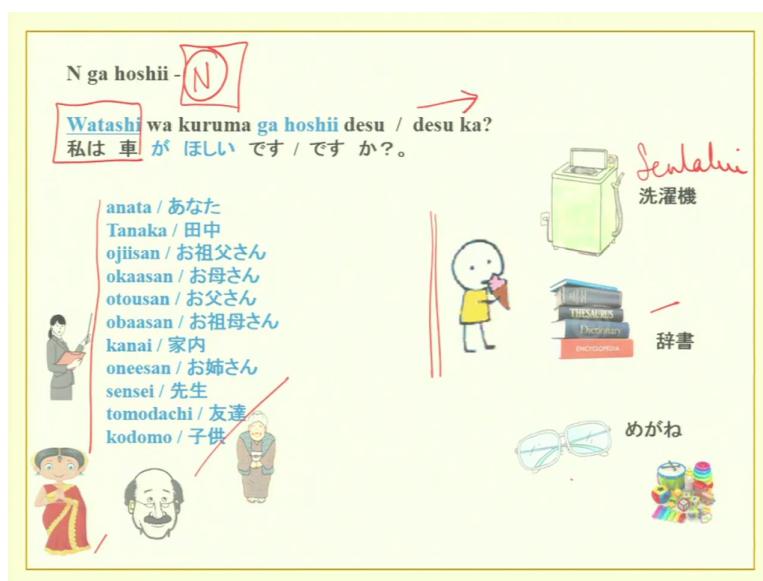 N ga hoshii - N
Watashi wa kuruma ga hoshii desu / desu ka?
私は 車 が ほしい です / です か？。
anata / あなた
Tanaka / 田中
ojiisan / お祖父さん
okaasan / お母さん
otousan / お父さん
obaasan / お祖母さん
kanai / 家内
oneesan / お姉さん
sensei / 先生
tomodachi / 友達
kodomo / 子供
洗濯機
THESAURUS
Dictionary
ENCYCLOPEDIA
辞書
めがね